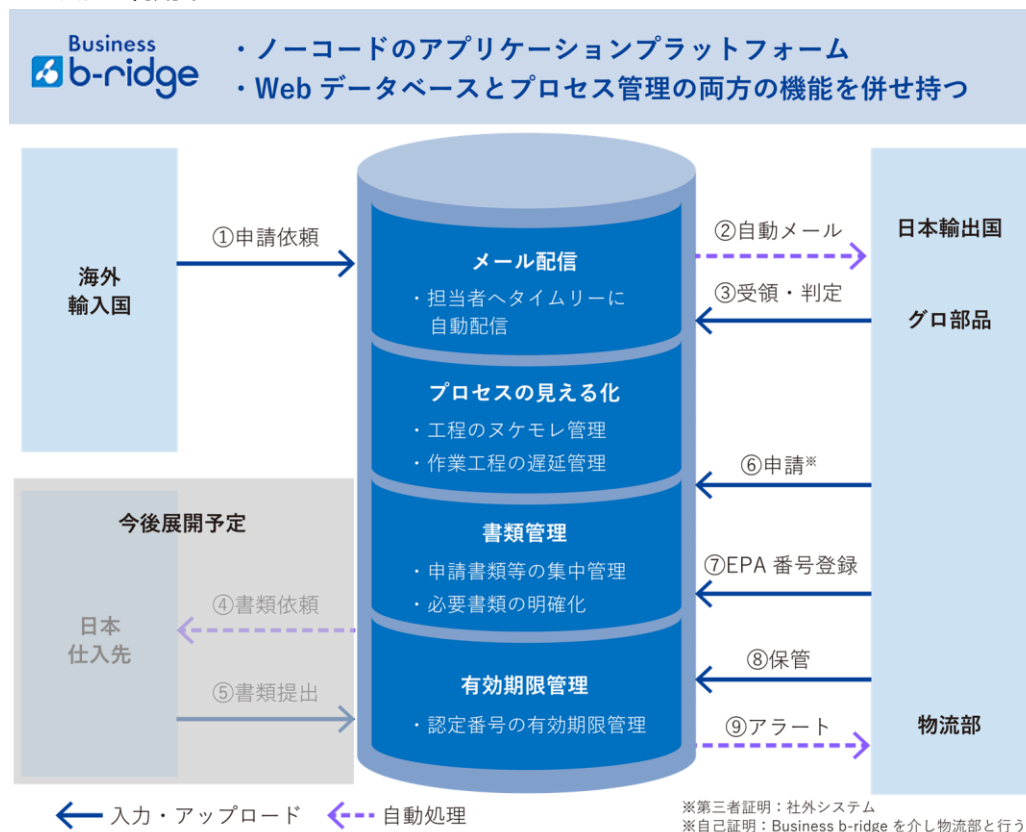 Business
b-ridge
・ノーコードのアプリケーションプラットフォーム
・Web データベースとプロセス管理の両方の機能を併せ持つ
海外
輸入国
①申請依頼
メール配信
・担当者へタイムリーに
自動配信
プロセスの見える化
・工程のヌケモレ管理
・作業工程の遅延管理
書類管理
・申請書類等の集中管理
・必要書類の明確化
有効期限管理
・認定番号の有効期限管理
②自動メール
③受領・判定
⑥申請※
⑦EPA 番号登録
⑧保管
⑨アラート
日本輸出国
グロ部品
物流部
今後展開予定
日本
仕入先
④書類依頼
⑤書類提出
入力・アップロード
自動処理
※第三者証明：社外システム
※自己証明：Business b-ridge を介し物流部と行う